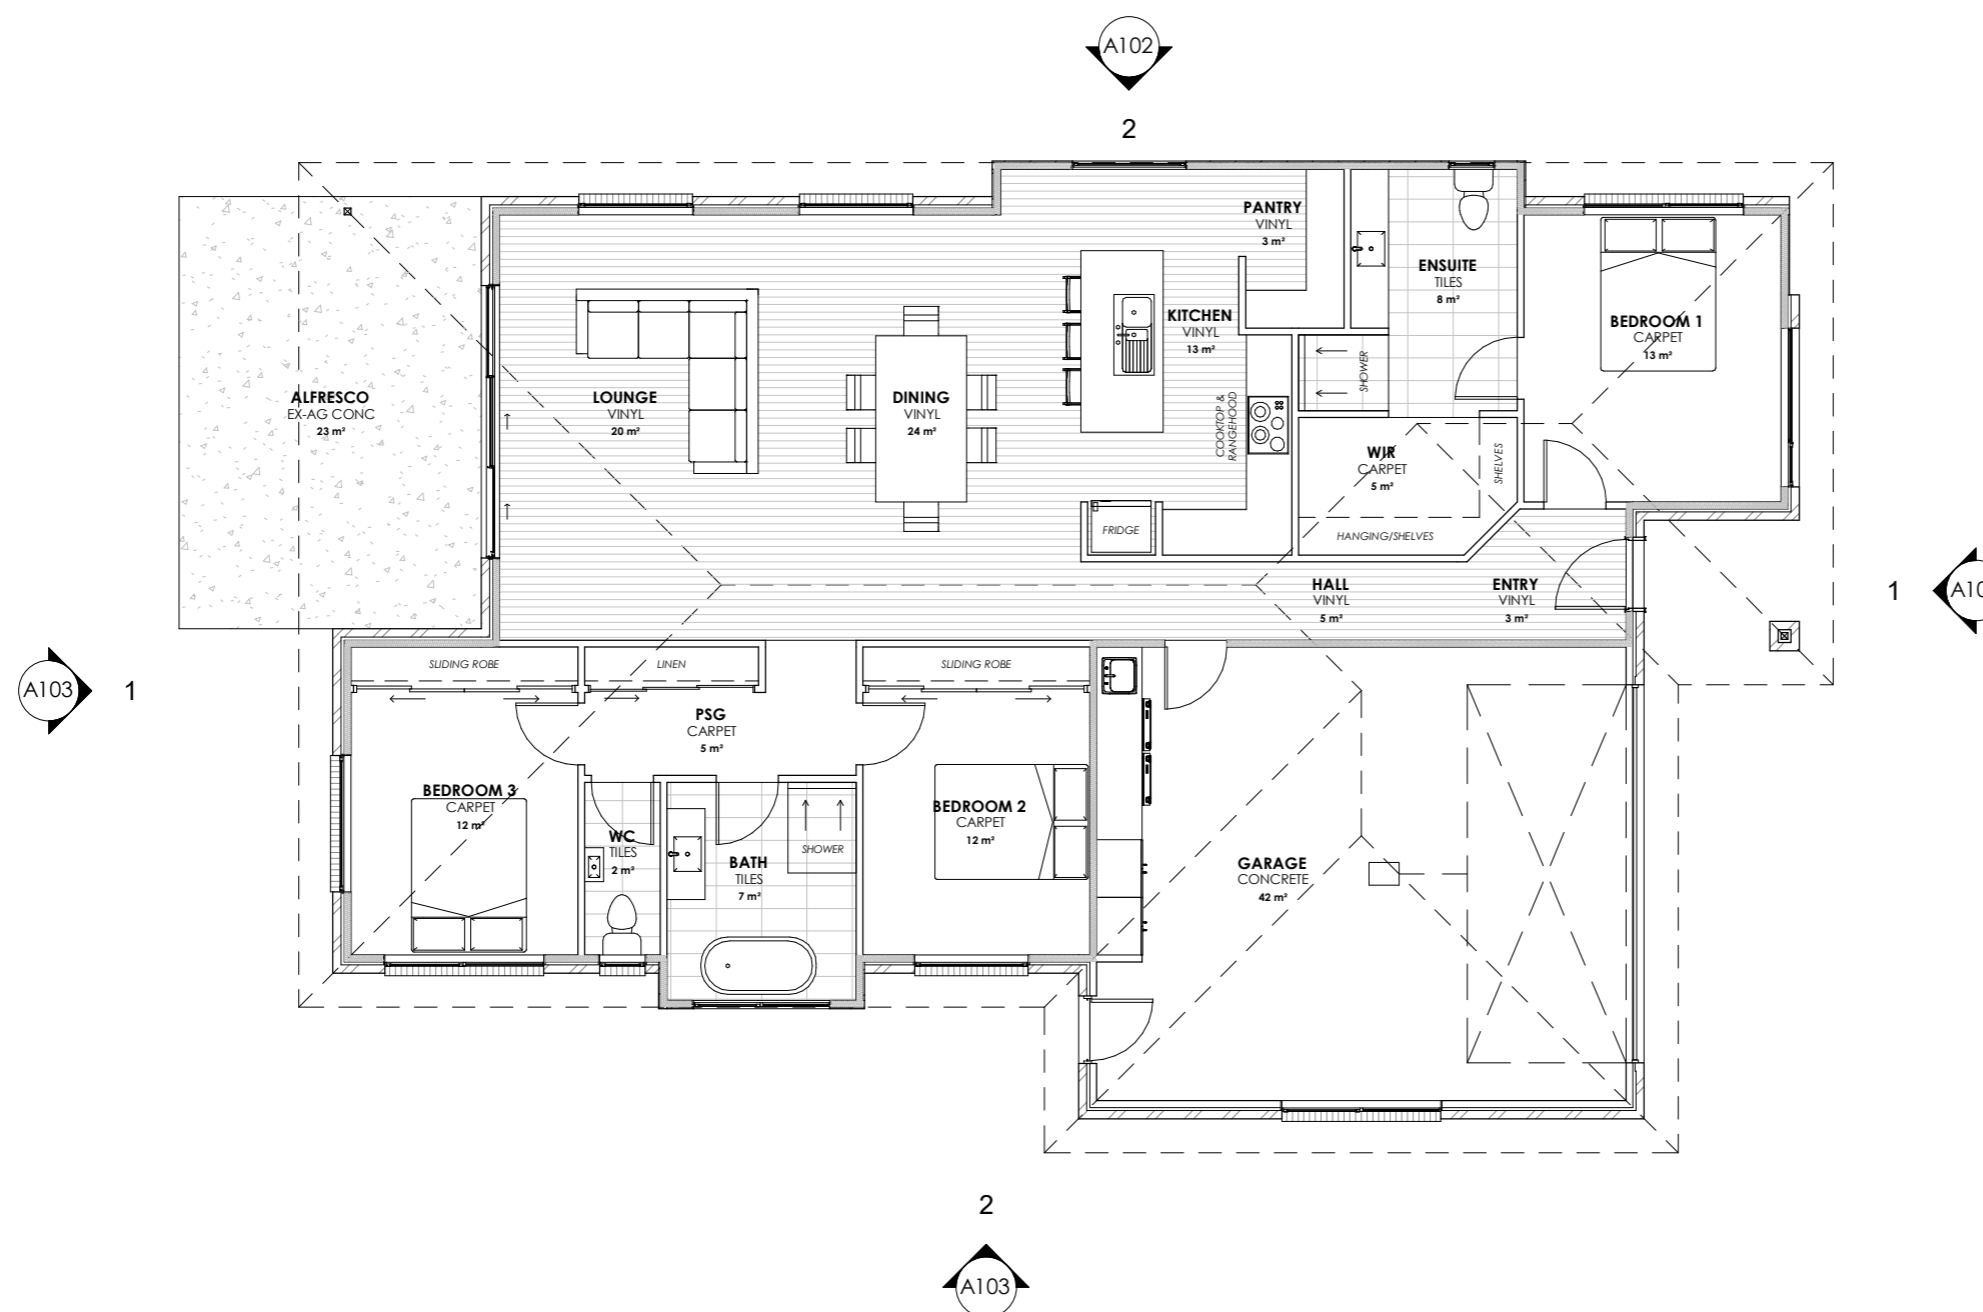 A102
2
PANTRY
VINYL
3 m²
ENSUITE
TILES
8 m²
KITCHEN
VINYL
13 m²
BEDROOM 1
CARPET
13 m²
SHOWER
ALFRESCO
EX-AG CONC
23 m²
LOUNGE
VINYL
20 m²
DINING
VINYL
24 m²
COOKTOP &
RANGEHOOD
WIR
CARPET
5 m²
SHELVES
FRIDGE
HANGING/SHELVES
HALL
VINYL
5 m²
ENTRY
VINYL
3 m²
1
A103
1
SLIDING ROBE
LINEN
SLIDING ROBE
PSG
CARPET
5 m²
BEDROOM 3
CARPET
12 m²
WC
TILES
2 m²
BATH
TILES
7 m²
SHOWER
BEDROOM 2
CARPET
12 m²
GARAGE
CONCRETE
42 m²
2
A103